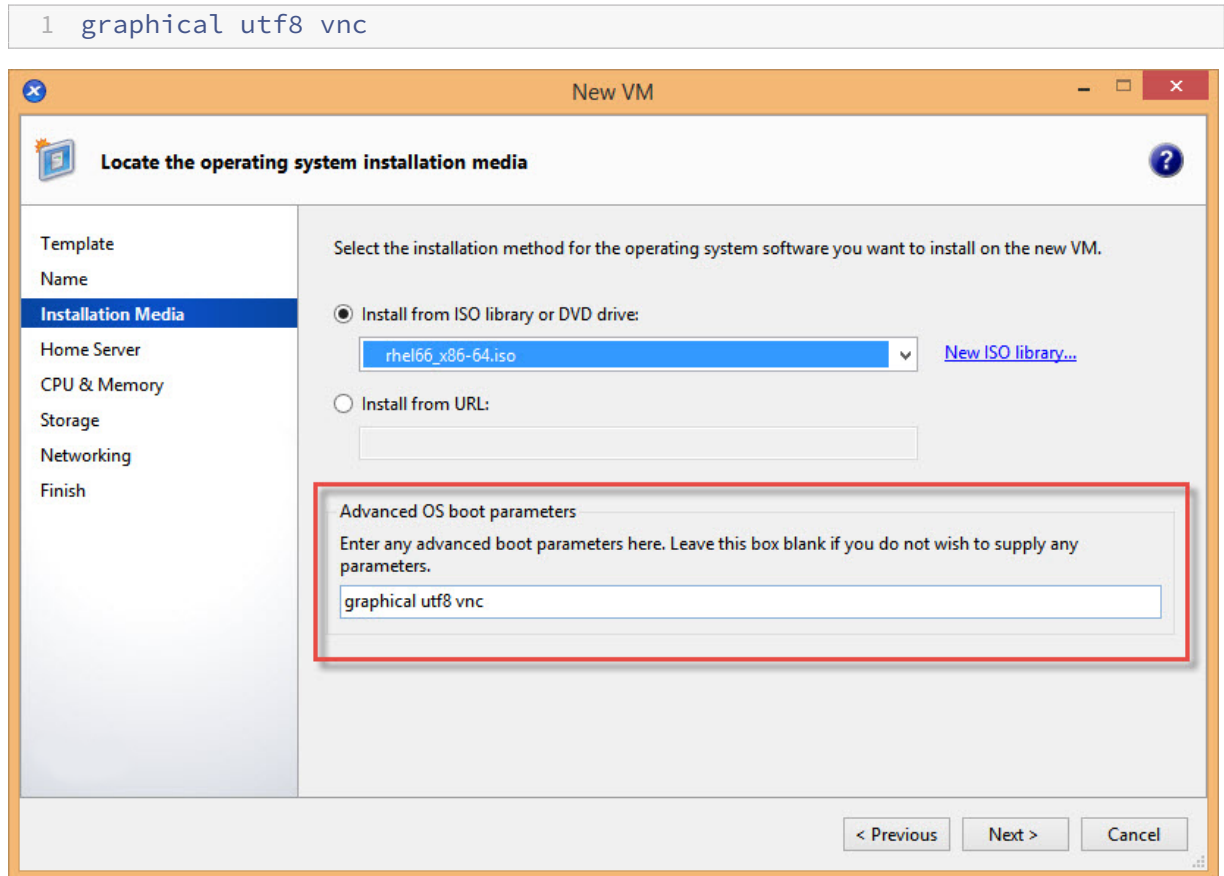 1 graphical utf8 vnc
New VM
Locate the operating system installation media
Template
Name
Installation Media
Home Server
CPU & Memory
Storage
Networking
Finish
Select the installation method for the operating system software you want to install on the new VM.
Install from ISO library or DVD drive:
rhel66_x86-64.iso
New ISO library...
Install from URL:
Advanced OS boot parameters
Enter any advanced boot parameters here. Leave this box blank if you do not wish to supply any
parameters.
graphical utf8 vnc
< Previous
Next >
Cancel